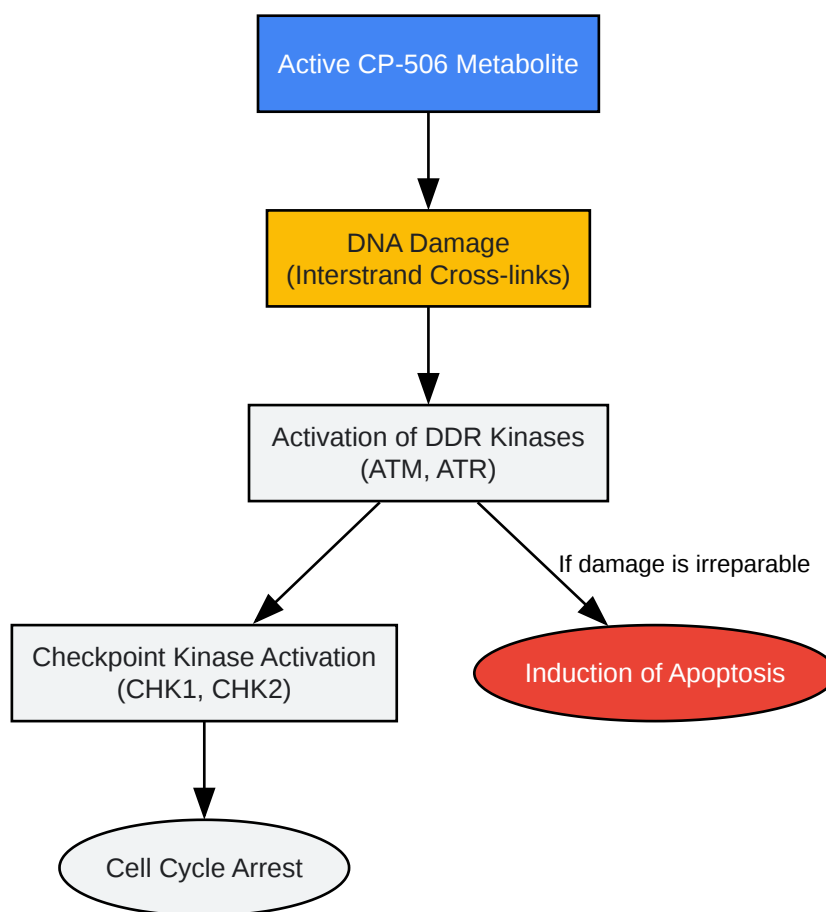 Active CP-506 Metabolite
DNA Damage
(Interstrand Cross-links)
Activation of DDR Kinases
(ATM, ATR)
If damage is irreparable
Checkpoint Kinase Activation
(CHK1, CHK2)
Induction of Apoptosis
Cell Cycle Arrest